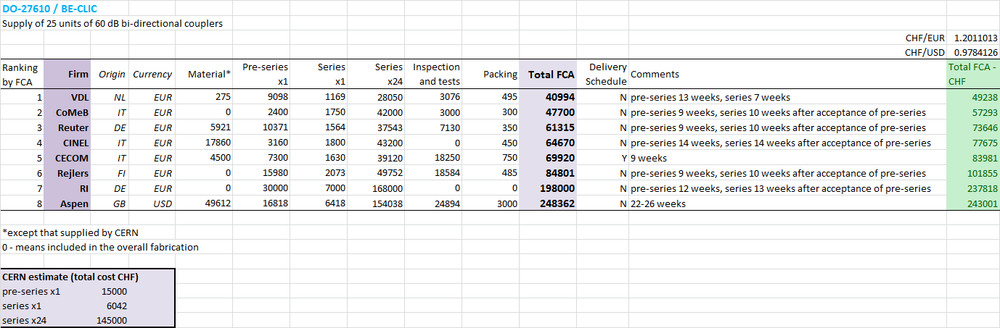 DO-27610 / BE-CLIC
Supply of 25 units of 60 dB bi-directional couplers
CHF/EUR 1.2011013
CHF/USD 0.9784126
Ranking by FCA Firm Origin Currency Material* Pre-series x1 Series x1 Series x24 Inspection and tests Packing Total FCA Delivery Schedule Comments Total FCA - CHF
1 VDL NL EUR 275 9098 1169 28050 3076 495 40994 N pre-series 13 weeks, series 7 weeks 49238
2 CoMeB IT EUR 0 2400 1750 42000 3000 300 47700 N pre-series 9 weeks, series 10 weeks after acceptance of pre-series 57293
3 Reuter DE EUR 5921 10371 1564 37543 7130 350 61315 N pre-series 9 weeks, series 10 weeks after acceptance of pre-series 73646
4 CINEL IT EUR 17860 3160 1800 43200 0 450 64670 N pre-series 14 weeks, series 14 weeks after acceptance of pre-series 77675
5 CECOM IT EUR 4500 7300 1630 39120 18250 750 69920 Y 9 weeks 83981
6 Rejlers FI EUR 0 15980 2073 49752 18584 485 84801 N pre-series 9 weeks, series 10 weeks after acceptance of pre-series 101855
7 RI DE EUR 0 30000 7000 168000 0 0 198000 N pre-series 12 weeks, series 13 weeks after acceptance of pre-series 237818
8 Aspen GB USD 49612 16818 6418 154038 24894 3000 248362 N 22-26 weeks 243001
*except that supplied by CERN
0 - means included in the overall fabrication
CERN estimate (total cost CHF)
pre-series x1 15000
series x1 6042
series x24 145000